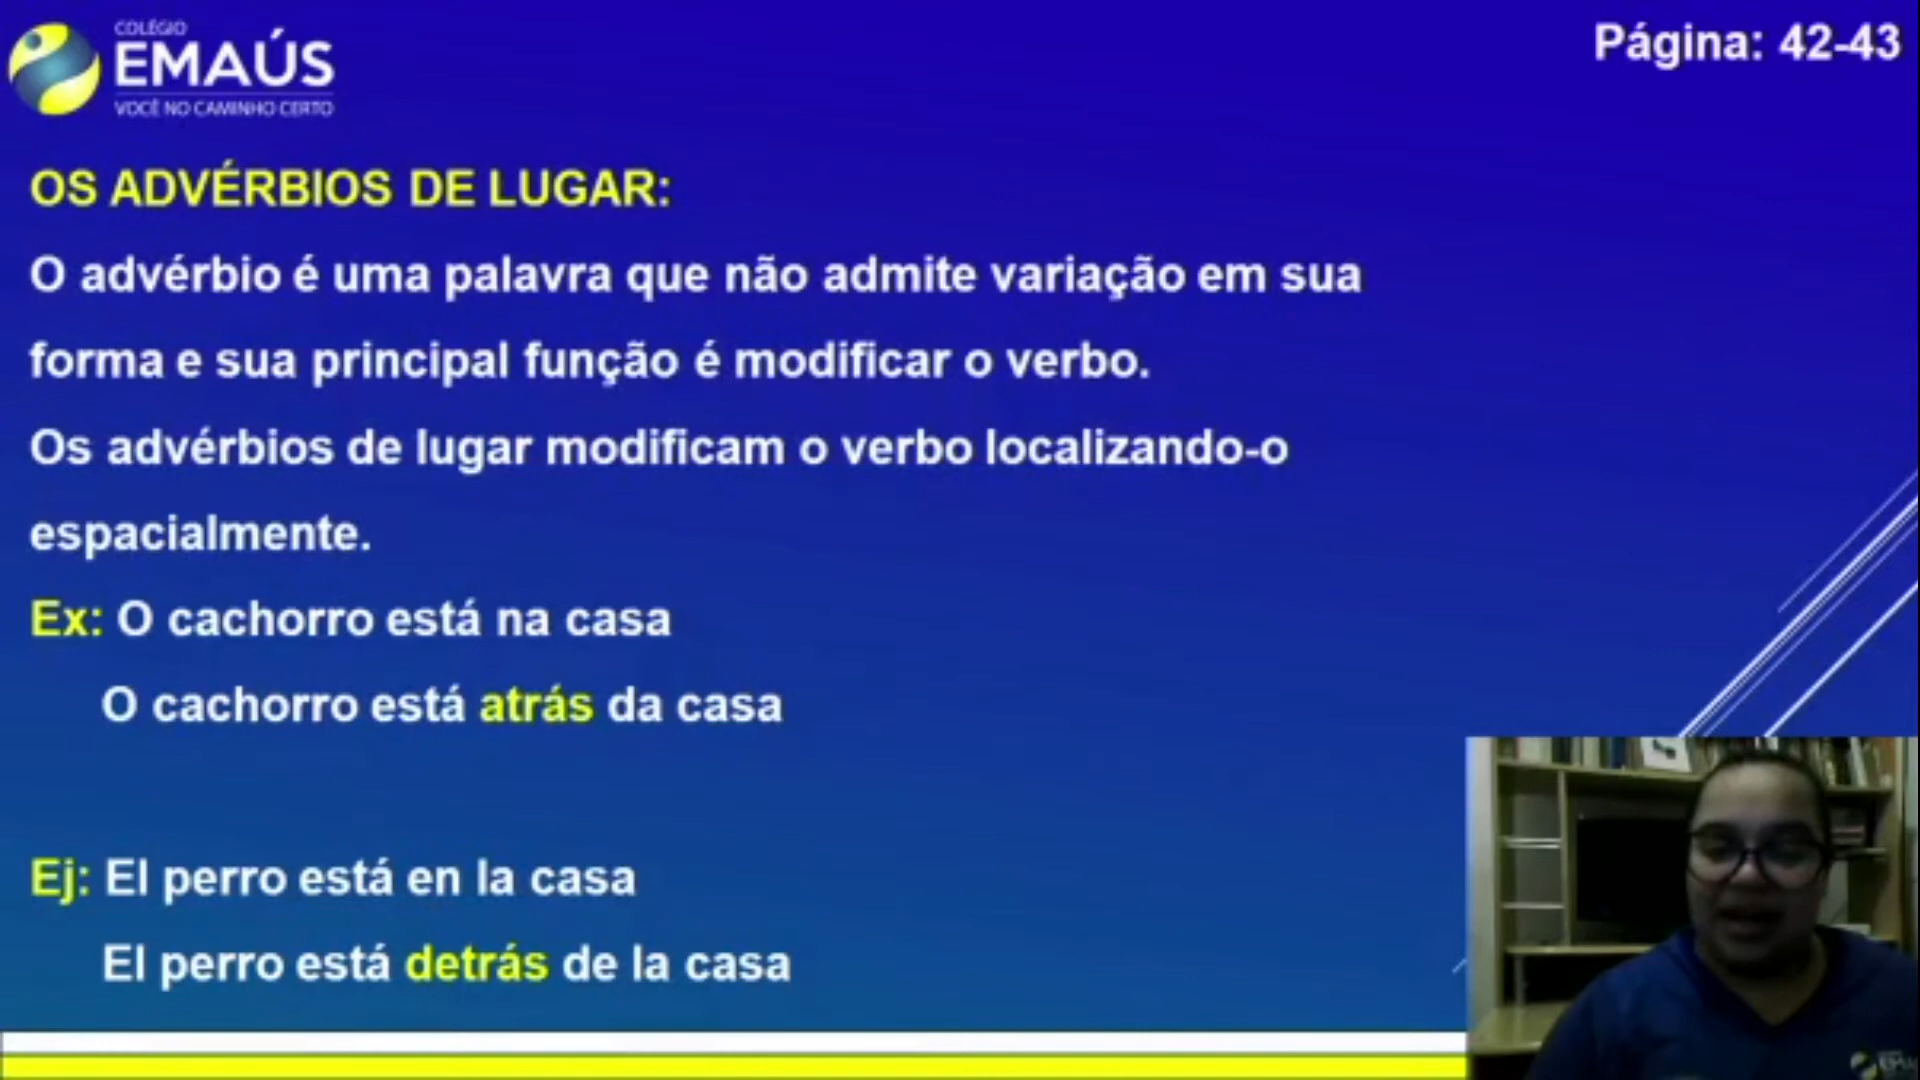 COLÉGIO
EMAÚS
VOCÊ NO CAMINHO CERTO
Página: 42-43
OS ADVÉRBIOS DE LUGAR:
O advérbio é uma palavra que não admite variação em sua
forma e sua principal função é modificar o verbo.
Os advérbios de lugar modificam o verbo localizando-o
espacialmente.
Ex: O cachorro está na casa
O cachorro está atrás da casa
Ej: El perro está en la casa
El perro está detrás de la casa